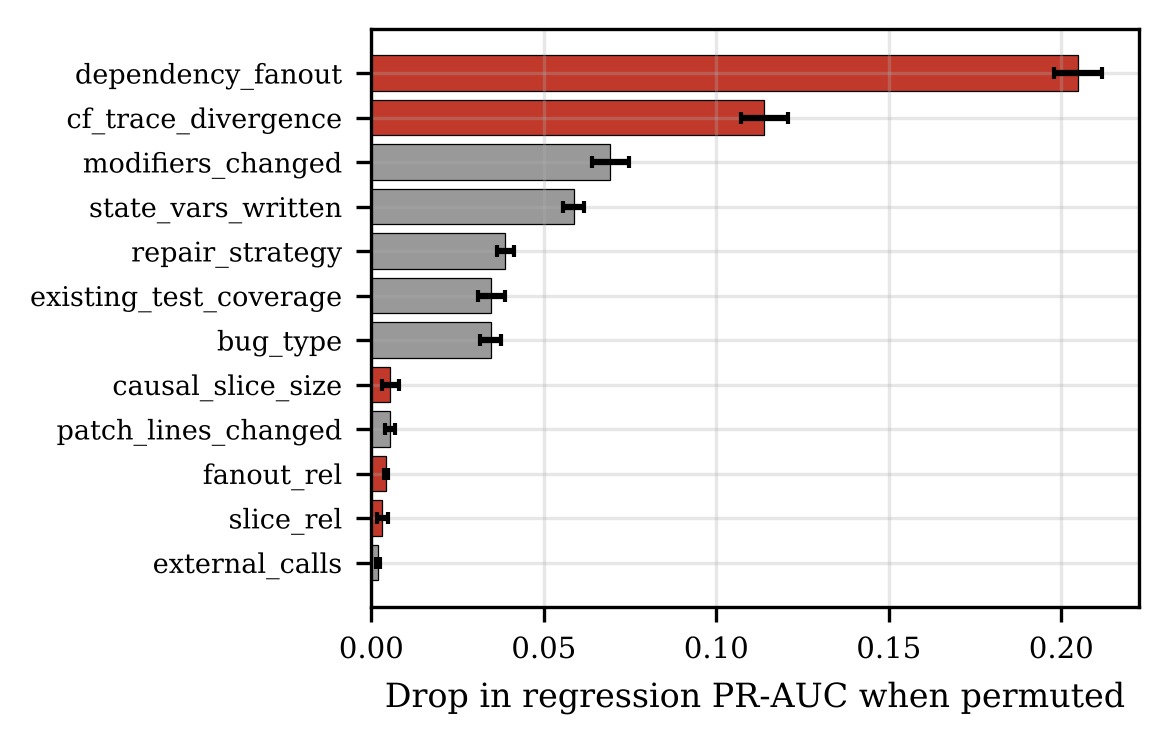 dependency_fanout
cf_trace_divergence
modifiers_changed
state_vars_written
repair_strategy
existing_test_coverage
bug_type
causal_slice_size
patch_lines_changed
fanout_rel
slice_rel
external_calls
0.00 0.05 0.10 0.15 0.20
Drop in regression PR-AUC when permuted